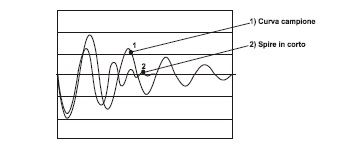 1) Curva campione
1
2) Spire in corto
2